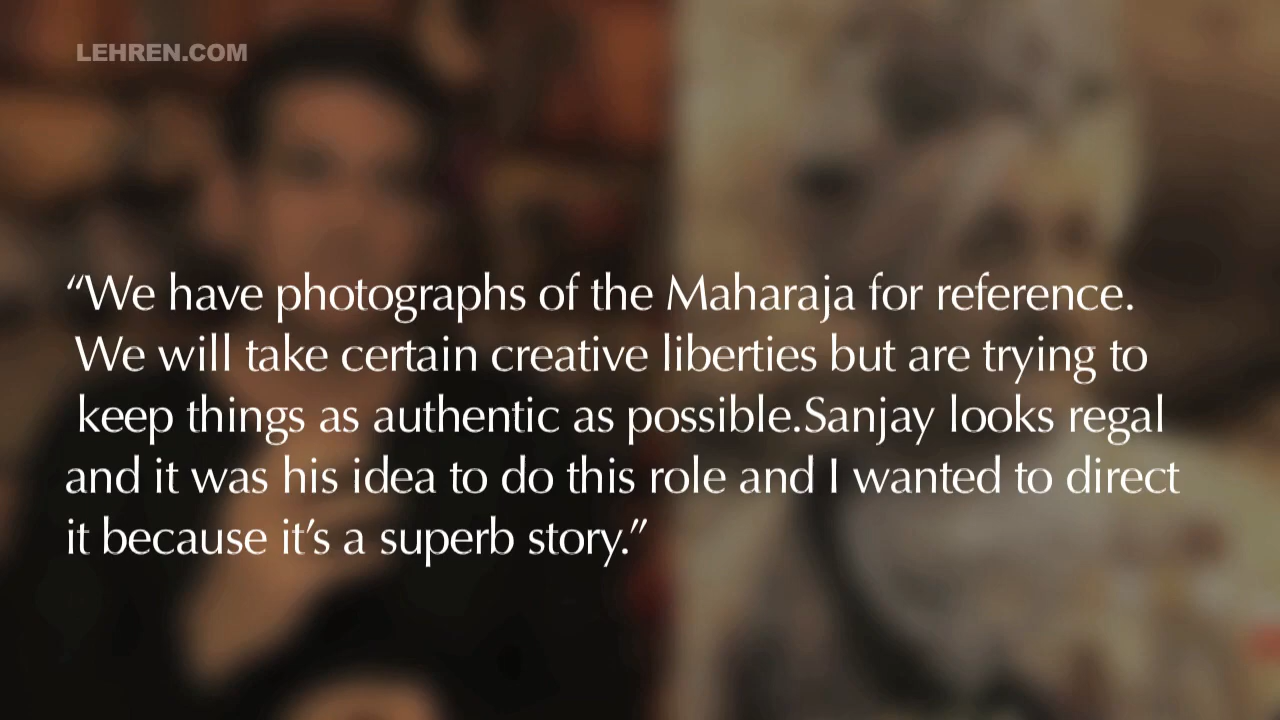 LEHREN.COM
“We have photographs of the Maharaja for reference.
We will take certain creative liberties but are trying to
keep things as authentic as possible.Sanjay looks regal
and it was his idea to do this role and I wanted to direct
it because it’s a superb story.”